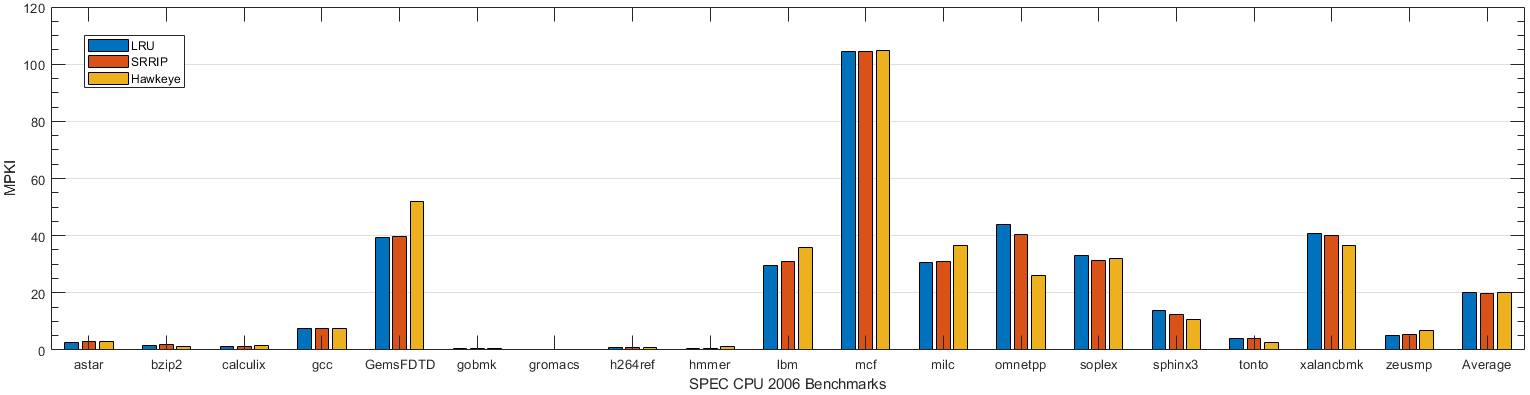 120
100
80
60
40
20
0
MPKI
LRU
SRRIP
Hawkeye
astar bzip2 calculix gcc GemsFDTD gobmk gromacs h264ref hmmer lbm mcf milc omnetpp soplex sphinx3 tonto xalancbmk zeusmp Average
SPEC CPU 2006 Benchmarks